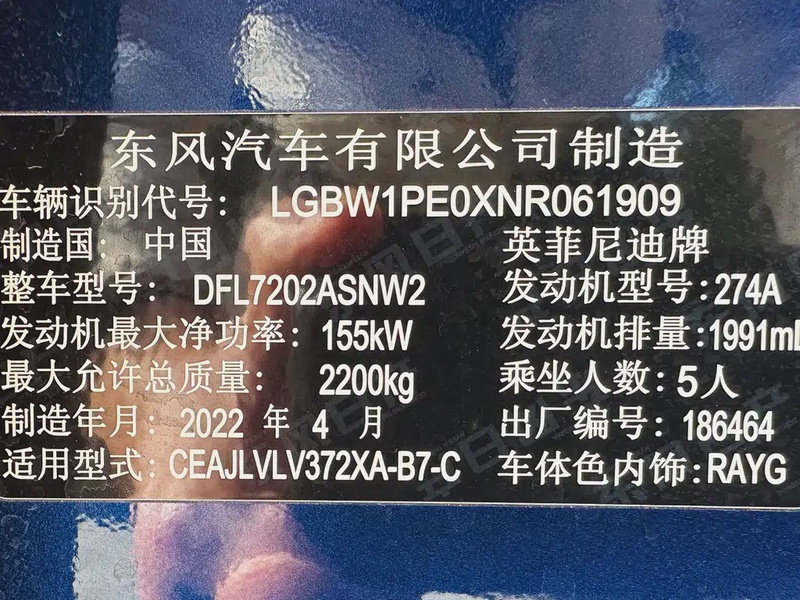 东风汽车有限公司制造
车辆识别代号: LGBW1PE0XNR061909
制造国: 中国 英菲尼迪牌
整车型号: DFL7202ASNW2 发动机型号:274A
发动机最大净功率: 155kW 发动机排量:1991mL
最大允许总质量: 2200kg 乘坐人数: 5人
制造年月: 2022 年 4 月 出厂编号: 186464
适用型式: CEAJLVLV372XA-B7-C 车体色内饰:RAYG